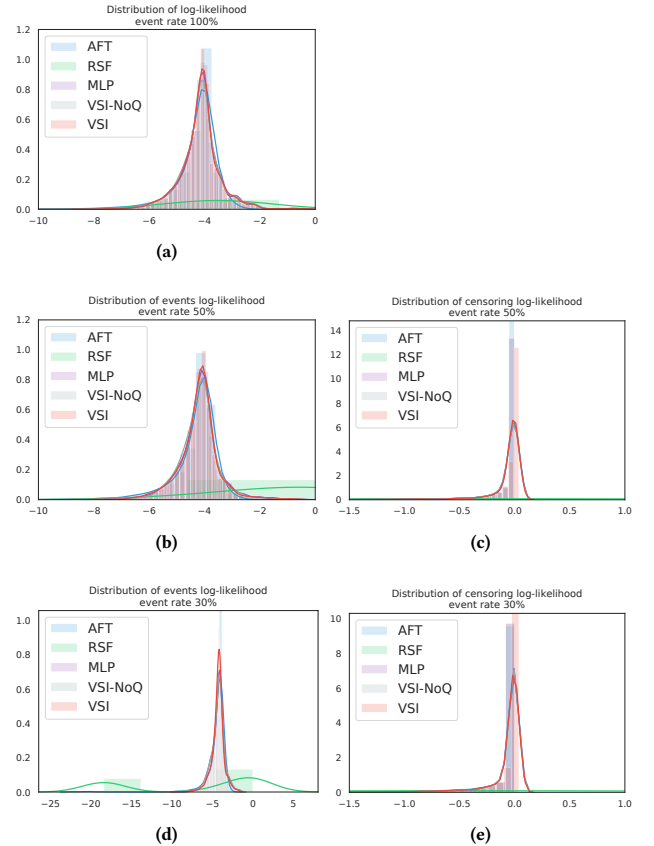 Distribution of log-likelihood
event rate 100%
1.2
1.0
0.8
0.6
0.4
0.2
0.0
AFT
RSF
MLP
VSI-NoQ
VSI
−10 −8 −6 −4 −2 0
(a)
Distribution of events log-likelihood
event rate 50%
1.2
1.0
0.8
0.6
0.4
0.2
0.0
AFT
RSF
MLP
VSI-NoQ
VSI
−10 −8 −6 −4 −2 0
(b)
Distribution of censoring log-likelihood
event rate 50%
14
12
10
8
6
4
2
0
AFT
RSF
MLP
VSI-NoQ
VSI
−1.5 −1.0 −0.5 0.0 0.5 1.0
(c)
Distribution of events log-likelihood
event rate 30%
1.0
0.8
0.6
0.4
0.2
0.0
AFT
RSF
MLP
VSI-NoQ
VSI
−25 −20 −15 −10 −5 0 5
(d)
Distribution of censoring log-likelihood
event rate 30%
10
8
6
4
2
0
AFT
RSF
MLP
VSI-NoQ
VSI
−1.5 −1.0 −0.5 0.0 0.5 1.0
(e)